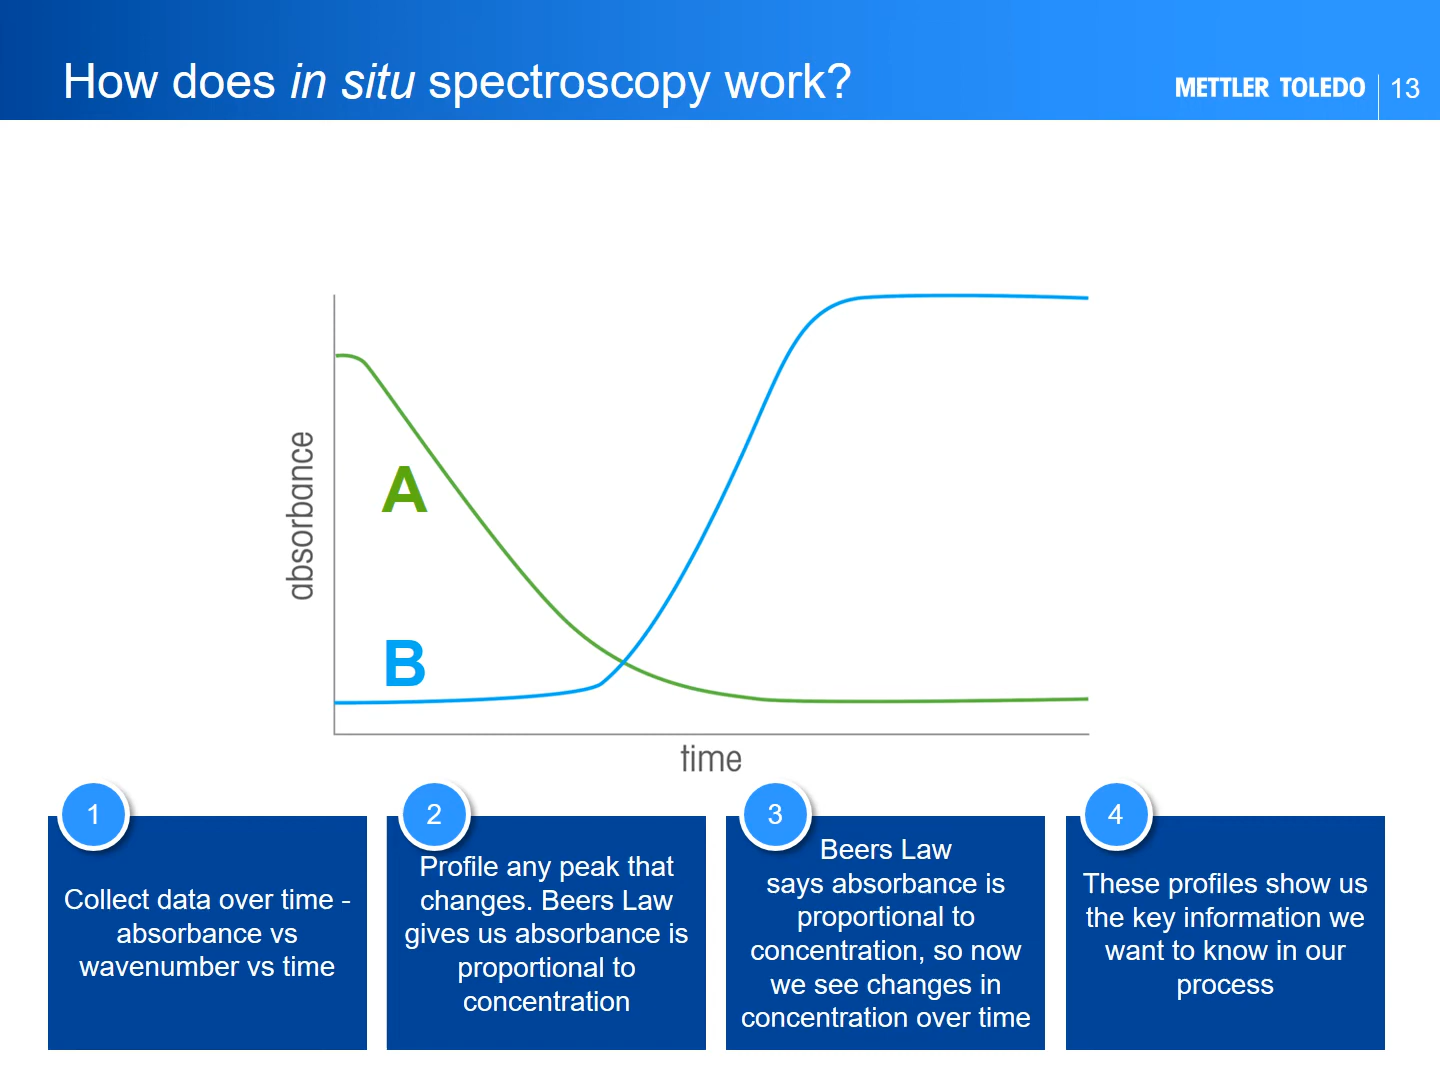 How does in situ spectroscopy work?
METTLER TOLEDO
13
absorbance
A
B
time
1
Collect data over time -
absorbance vs
wavenumber vs time
2
Profile any peak that
changes. Beers Law
gives us absorbance is
proportional to
concentration
3
Beers Law
says absorbance is
proportional to
concentration, so now
we see changes in
concentration over time
4
These profiles show us
the key information we
want to know in our
process